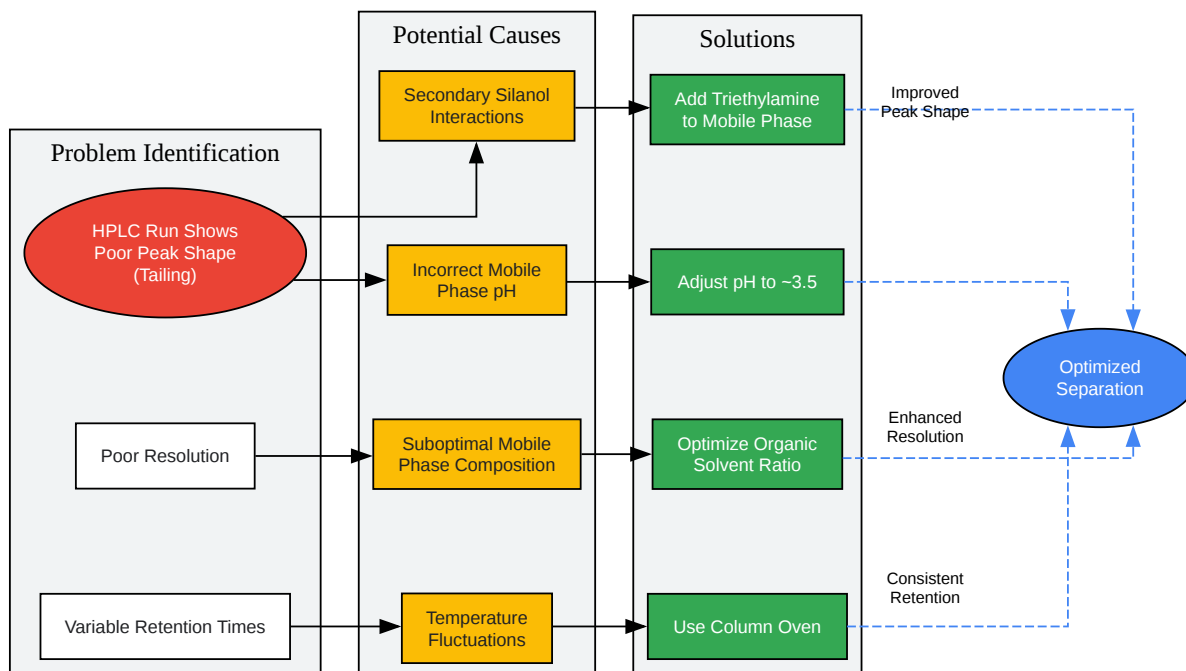 Problem Identification
HPLC Run Shows
Poor Peak Shape
(Tailing)
Poor Resolution
Variable Retention Times
Potential Causes
Secondary Silanol
Interactions
Incorrect Mobile
Phase pH
Suboptimal Mobile
Phase Composition
Temperature
Fluctuations
Solutions
Add Triethylamine
to Mobile Phase
Adjust pH to ~3.5
Optimize Organic
Solvent Ratio
Use Column Oven
Improved
Peak Shape
Enhanced
Resolution
Consistent
Retention
Optimized
Separation